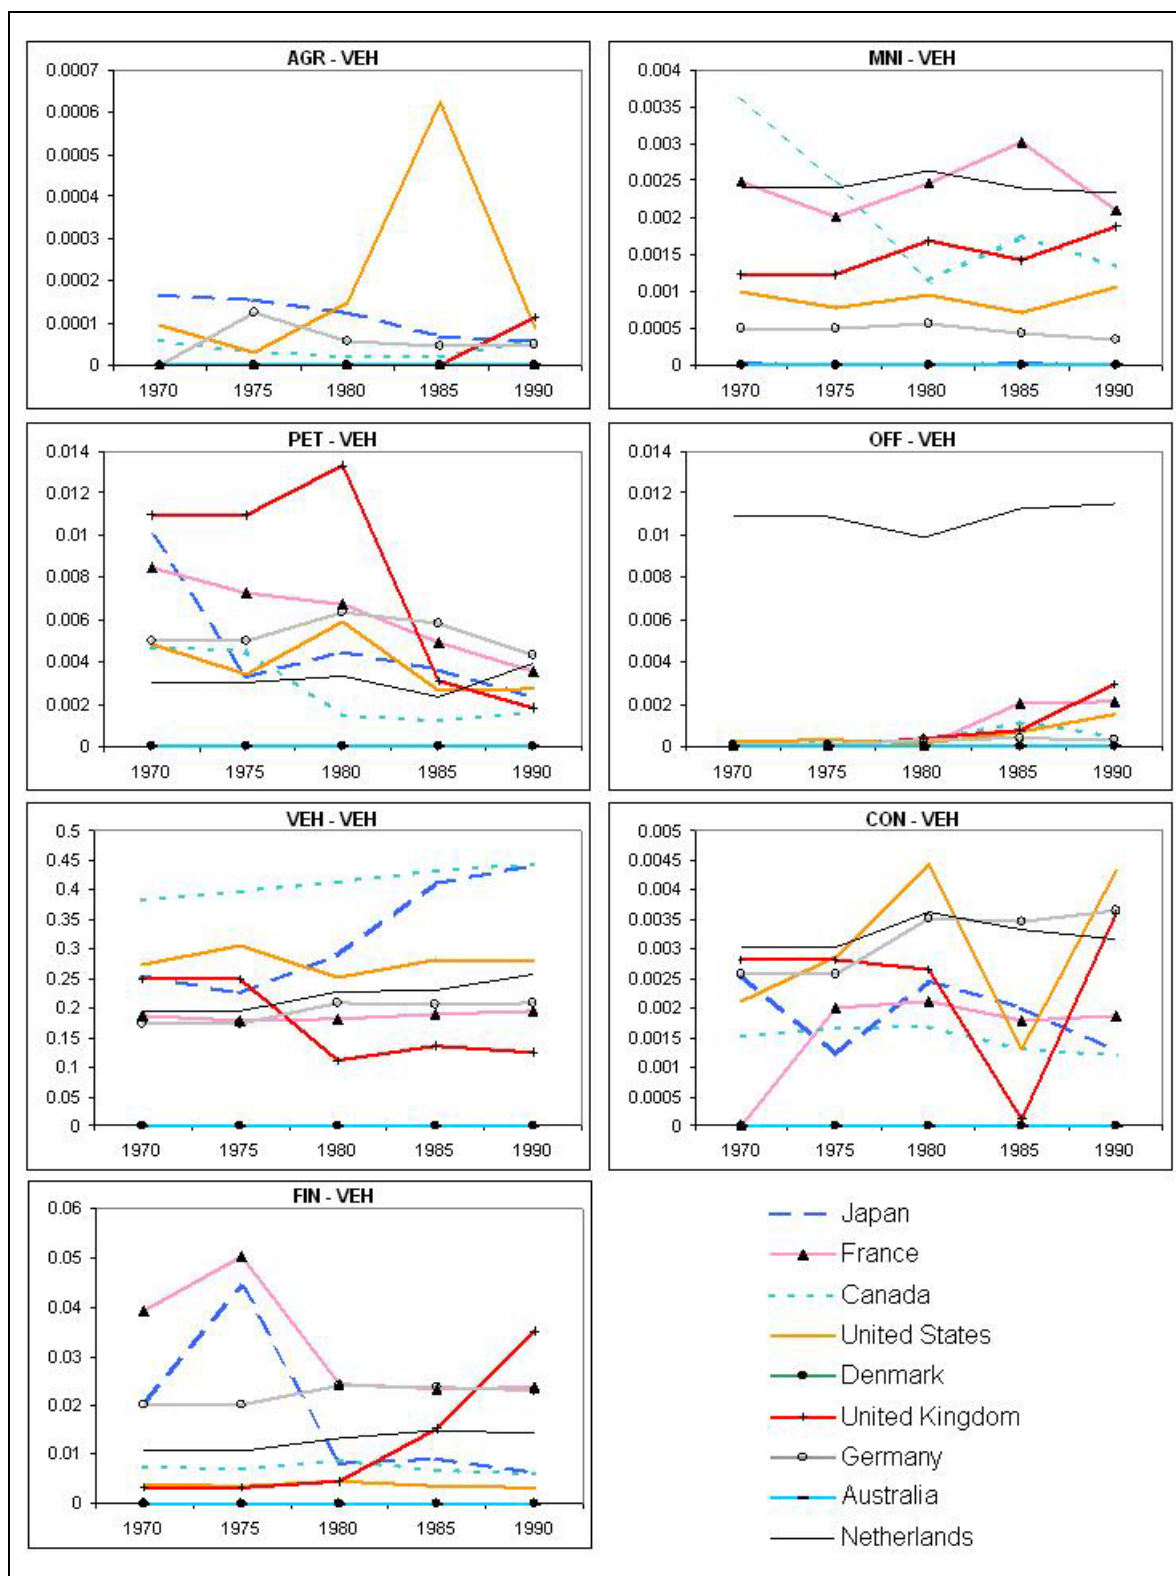 AGR - VEH
0.0007
0.0006
0.0005
0.0004
0.0003
0.0002
0.0001
0
1970 1975 1980 1985 1990
MNI - VEH
0.004
0.0035
0.003
0.0025
0.002
0.0015
0.001
0.0005
0
1970 1975 1980 1985 1990
PET - VEH
0.014
0.012
0.01
0.008
0.006
0.004
0.002
0
1970 1975 1980 1985 1990
OFF - VEH
0.014
0.012
0.01
0.008
0.006
0.004
0.002
0
1970 1975 1980 1985 1990
VEH - VEH
0.5
0.45
0.4
0.35
0.3
0.25
0.2
0.15
0.1
0.05
0
1970 1975 1980 1985 1990
CON - VEH
0.005
0.0045
0.004
0.0035
0.003
0.0025
0.002
0.0015
0.001
0.0005
0
1970 1975 1980 1985 1990
FIN - VEH
0.06
0.05
0.04
0.03
0.02
0.01
0
1970 1975 1980 1985 1990
Japan
France
Canada
United States
Denmark
United Kingdom
Germany
Australia
Netherlands